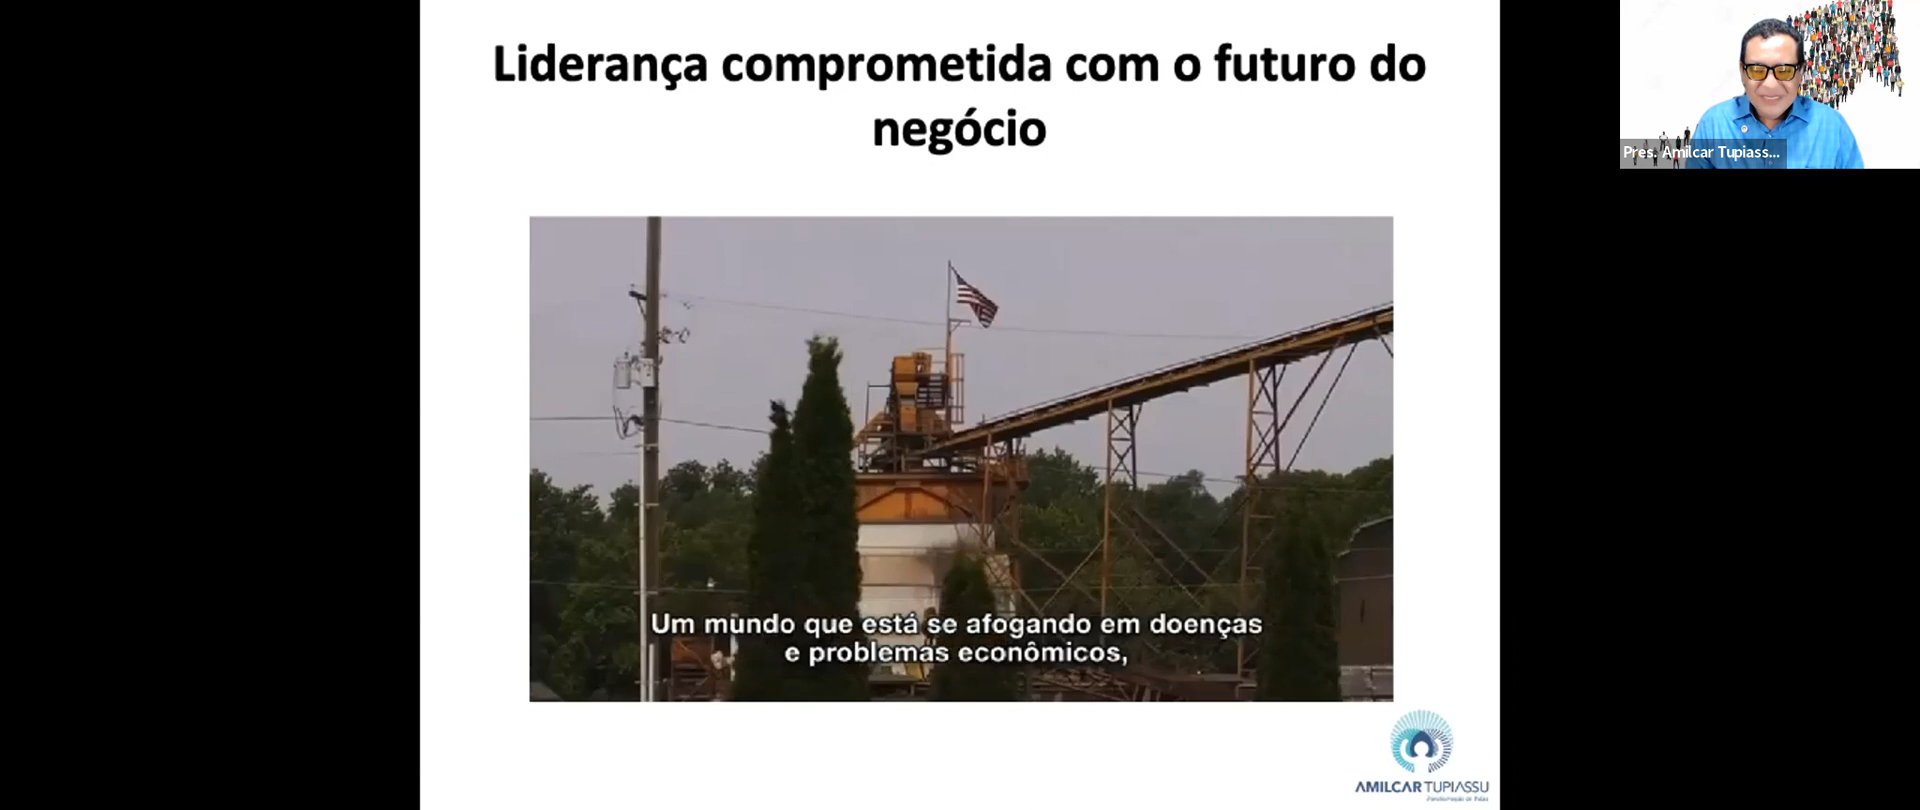 Liderança comprometida com o futuro do
negócio
Pres. Amilcar Tupiass...
Um mundo que está se afogando em doenças
e problemas econômicos,
AMILCAR TUPIASSU